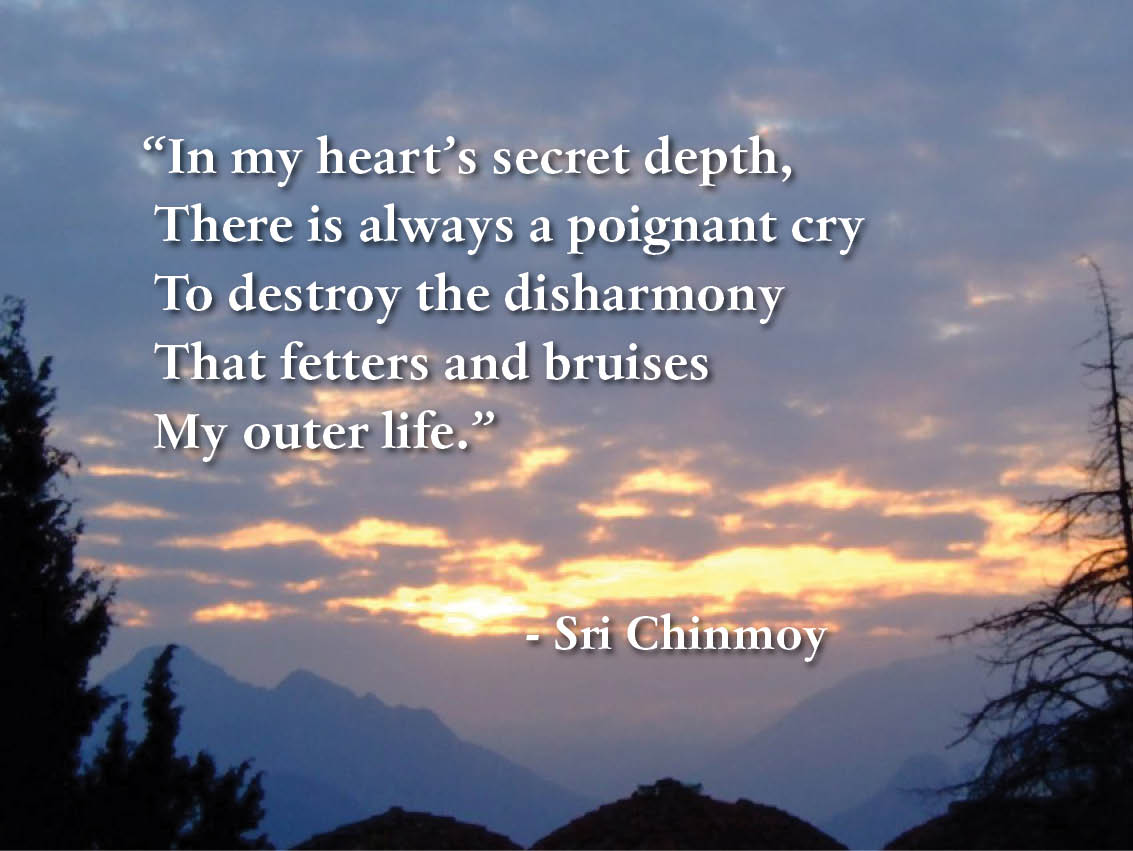 “In my heart’s secret depth,
There is always a poignant cry
To destroy the disharmony
That fetters and bruises
My outer life.”
- Sri Chinmoy